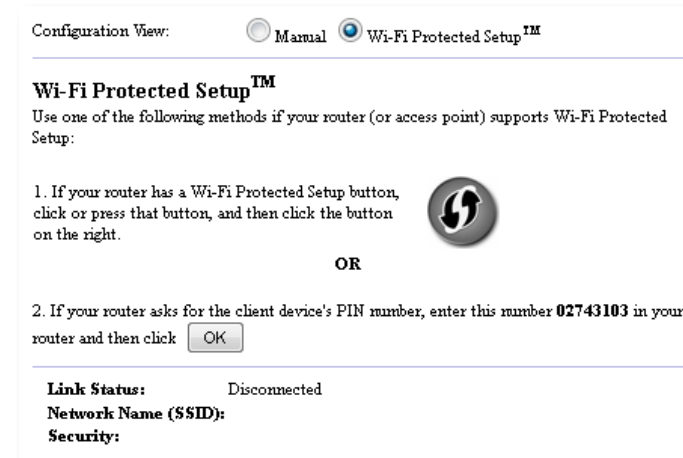 Configuration View: Manual Wi-Fi Protected Setup™
Wi-Fi Protected Setup™
Use one of the following methods if your router (or access point) supports Wi-Fi Protected
Setup:
1. If your router has a Wi-Fi Protected Setup button,
click or press that button, and then click the button
on the right.
OR
2. If your router asks for the client device's PIN number, enter this number 02743103 in your
router and then click OK
Link Status: Disconnected
Network Name (SSID):
Security: